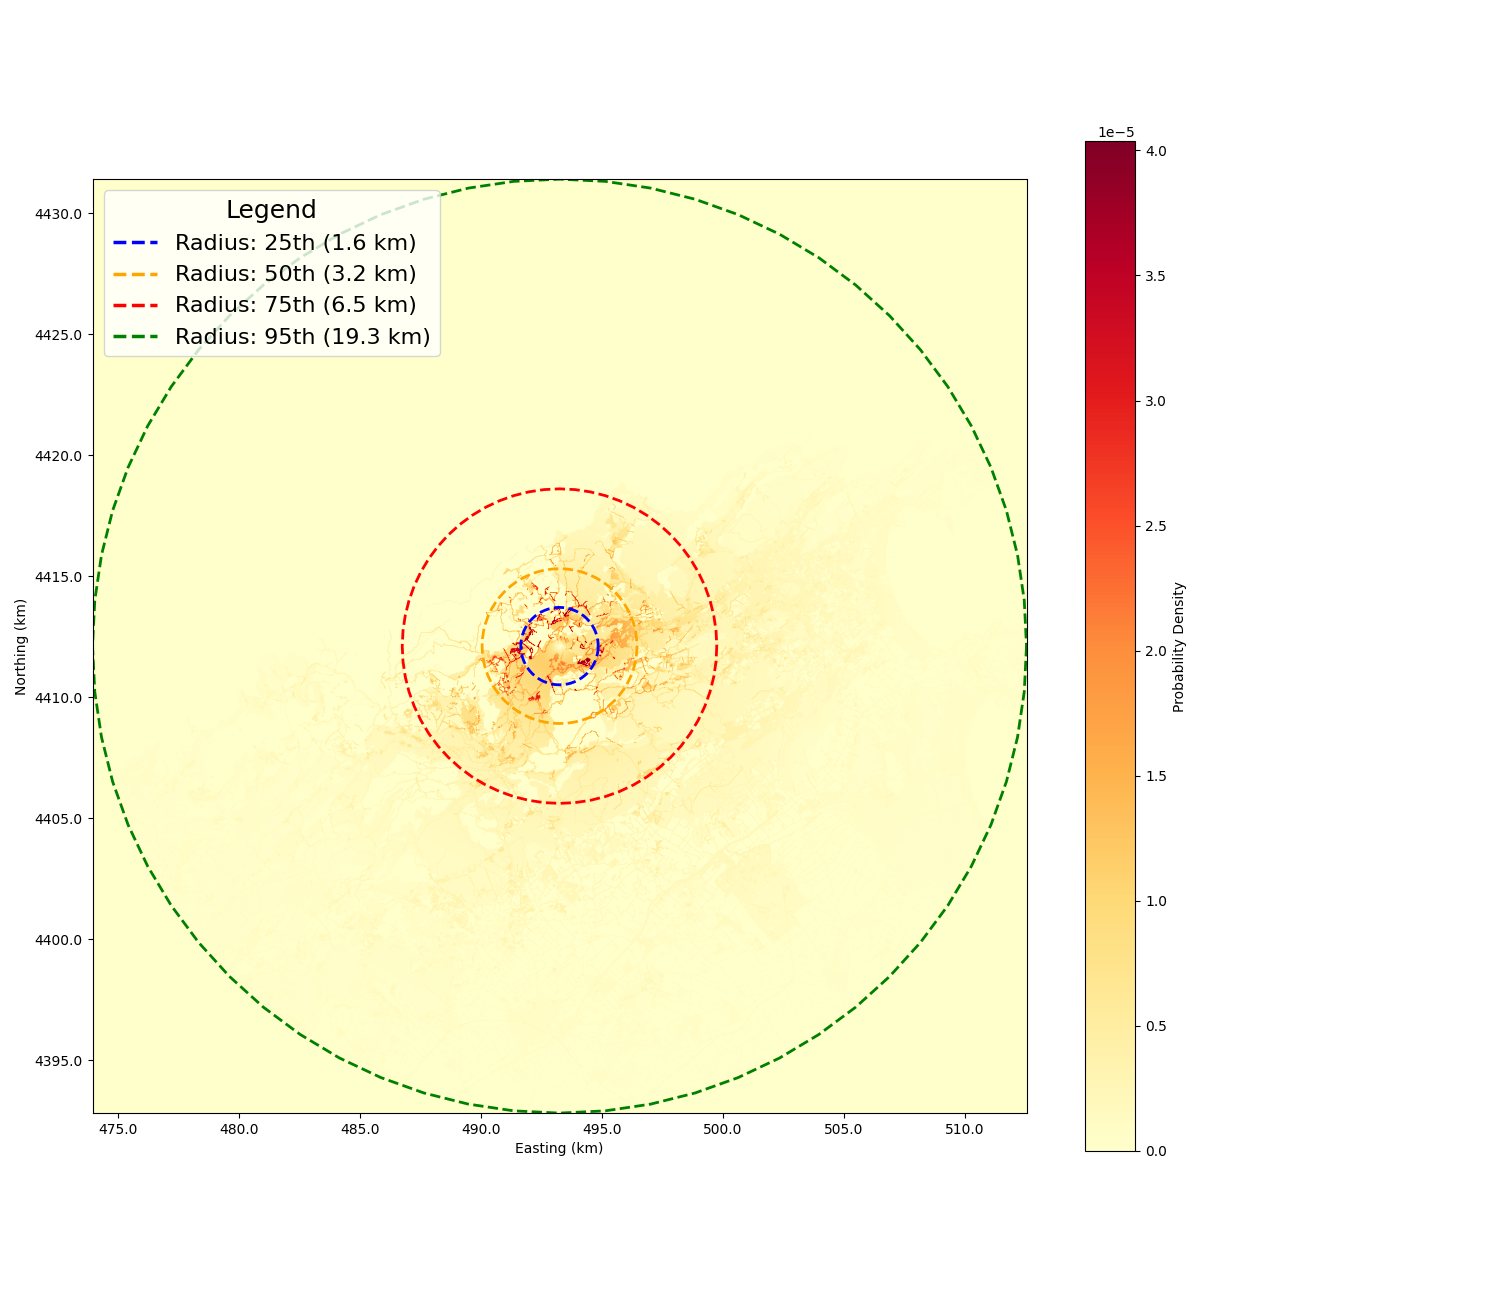 1e−5
Legend
Radius: 25th (1.6 km)
Radius: 50th (3.2 km)
Radius: 75th (6.5 km)
Radius: 95th (19.3 km)
4430.0
4425.0
4420.0
4415.0
4410.0
4405.0
4400.0
4395.0
Northing (km)
475.0 480.0 485.0 490.0 495.0 500.0 505.0 510.0
Easting (km)
4.0
3.5
3.0
2.5
2.0
1.5
1.0
0.5
0.0
Probability Density